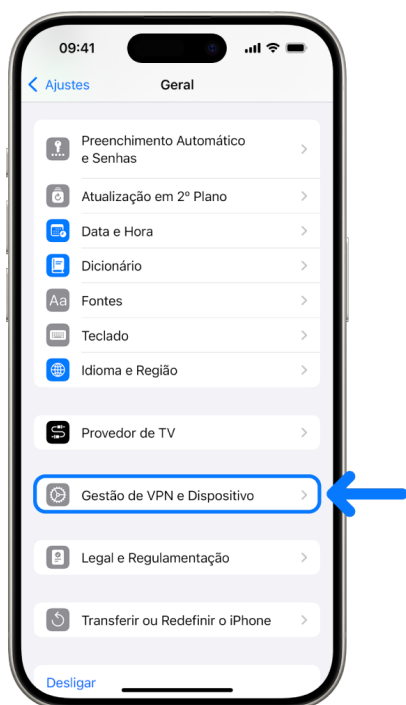 09:41
Ajustes
Geral
Preenchimento Automático
e Senhas
Atualização em 2º Plano
Data e Hora
Dicionário
Aa Fontes
Teclado
Idioma e Região
Provedor de TV
Gestão de VPN e Dispositivo
Legal e Regulamentação
Transferir ou Redefinir o iPhone
Desligar